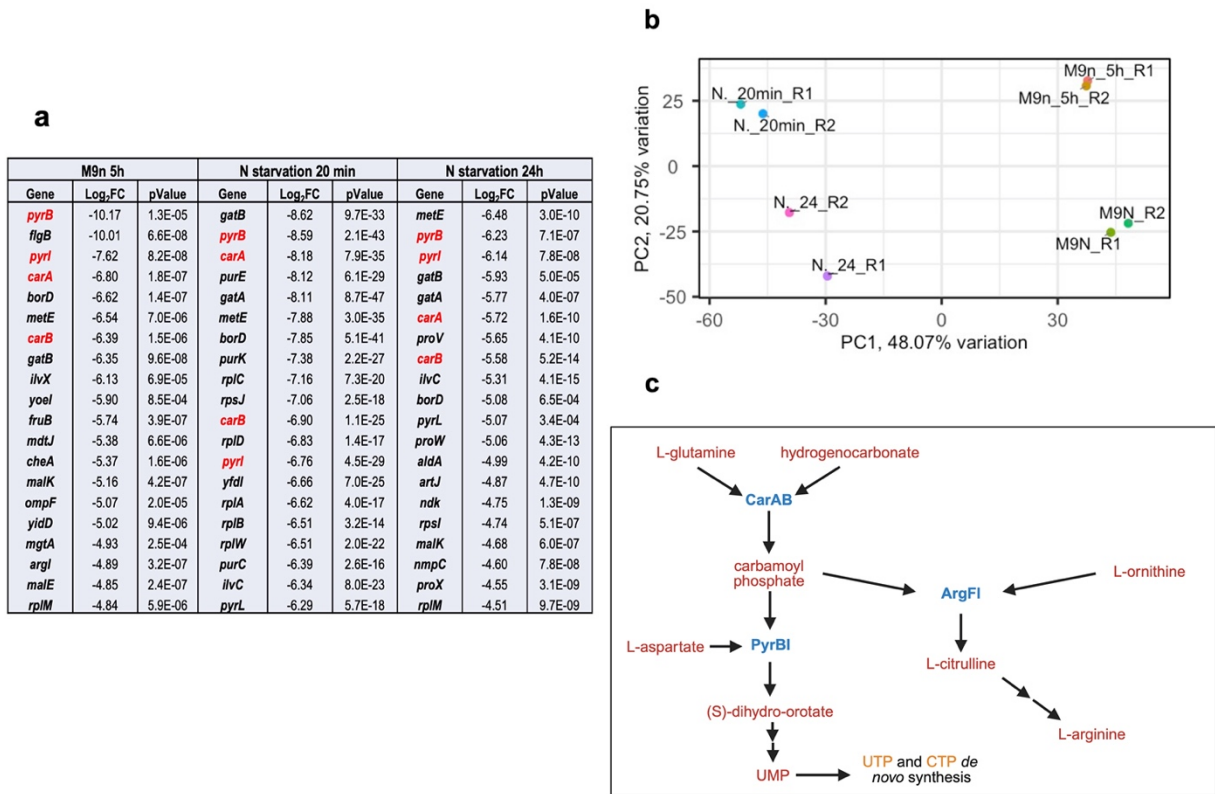 a
M9n 5h N starvation 20 min N starvation 24h
Gene Log2FC pValue Gene Log2FC pValue Gene Log2FC pValue
pyrB -10.17 1.3E-05 gatB -8.62 9.7E-33 metE -6.48 3.0E-10
flgB -10.01 6.6E-08 pyrB -8.59 2.1E-43 pyrB -6.23 7.1E-07
pyrI -7.62 8.2E-08 carA -8.18 7.9E-35 pyrI -6.14 7.8E-08
carA -6.80 1.8E-07 purE -8.12 6.1E-29 gatB -5.93 5.0E-05
borD -6.62 1.4E-07 gatA -8.11 8.7E-47 gatA -5.77 4.0E-07
metE -6.54 7.0E-06 metE -7.88 3.0E-35 carA -5.72 1.6E-10
carB -6.39 1.5E-06 borD -7.85 5.1E-41 proV -5.65 4.1E-10
gatB -6.35 9.6E-08 purK -7.38 2.2E-27 carB -5.58 5.2E-14
ilvX -6.13 6.9E-05 rplC -7.16 7.3E-20 ilvC -5.31 4.1E-15
yoeI -5.90 8.5E-04 rpsJ -7.06 2.5E-18 borD -5.08 6.5E-04
fruB -5.74 3.9E-07 carB -6.90 1.1E-25 pyrL -5.07 3.4E-04
mdtJ -5.38 6.6E-06 rplD -6.83 1.4E-17 proW -5.06 4.3E-13
cheA -5.37 1.6E-06 pyrI -6.76 4.5E-29 aldA -4.99 4.2E-10
malK -5.16 4.2E-07 yfdI -6.66 7.0E-25 artJ -4.87 4.7E-10
ompF -5.07 2.0E-05 rplA -6.62 4.0E-17 ndk -4.75 1.3E-09
yidD -5.02 9.4E-06 rplB -6.51 3.2E-14 rpsI -4.74 5.1E-07
mgtA -4.93 2.5E-04 rplW -6.51 2.0E-22 malK -4.68 6.0E-07
argI -4.89 3.2E-07 purC -6.39 2.6E-16 nmpC -4.60 7.8E-08
malE -4.85 2.4E-07 ilvC -6.34 8.0E-23 proX -4.55 3.1E-09
rplM -4.84 5.9E-06 pyrL -6.29 5.7E-18 rplM -4.51 9.7E-09
b
PC2, 20.75% variation
25
0
-25
-50
N._20min_R1
N._20min_R2
M9n_5h_R1
M9n_5h_R2
N._24_R2
N._24_R1
M9N_R2
M9N_R1
-60 -30 0 30
PC1, 48.07% variation
c
L-glutamine hydrogenocarbonate
CarAB
carbamoyl
phosphate
L-ornithine
ArgFI
L-aspartate PyrBI
L-citrulline
(S)-dihydro-orotate
L-arginine
UMP
UTP and CTP de
novo synthesis